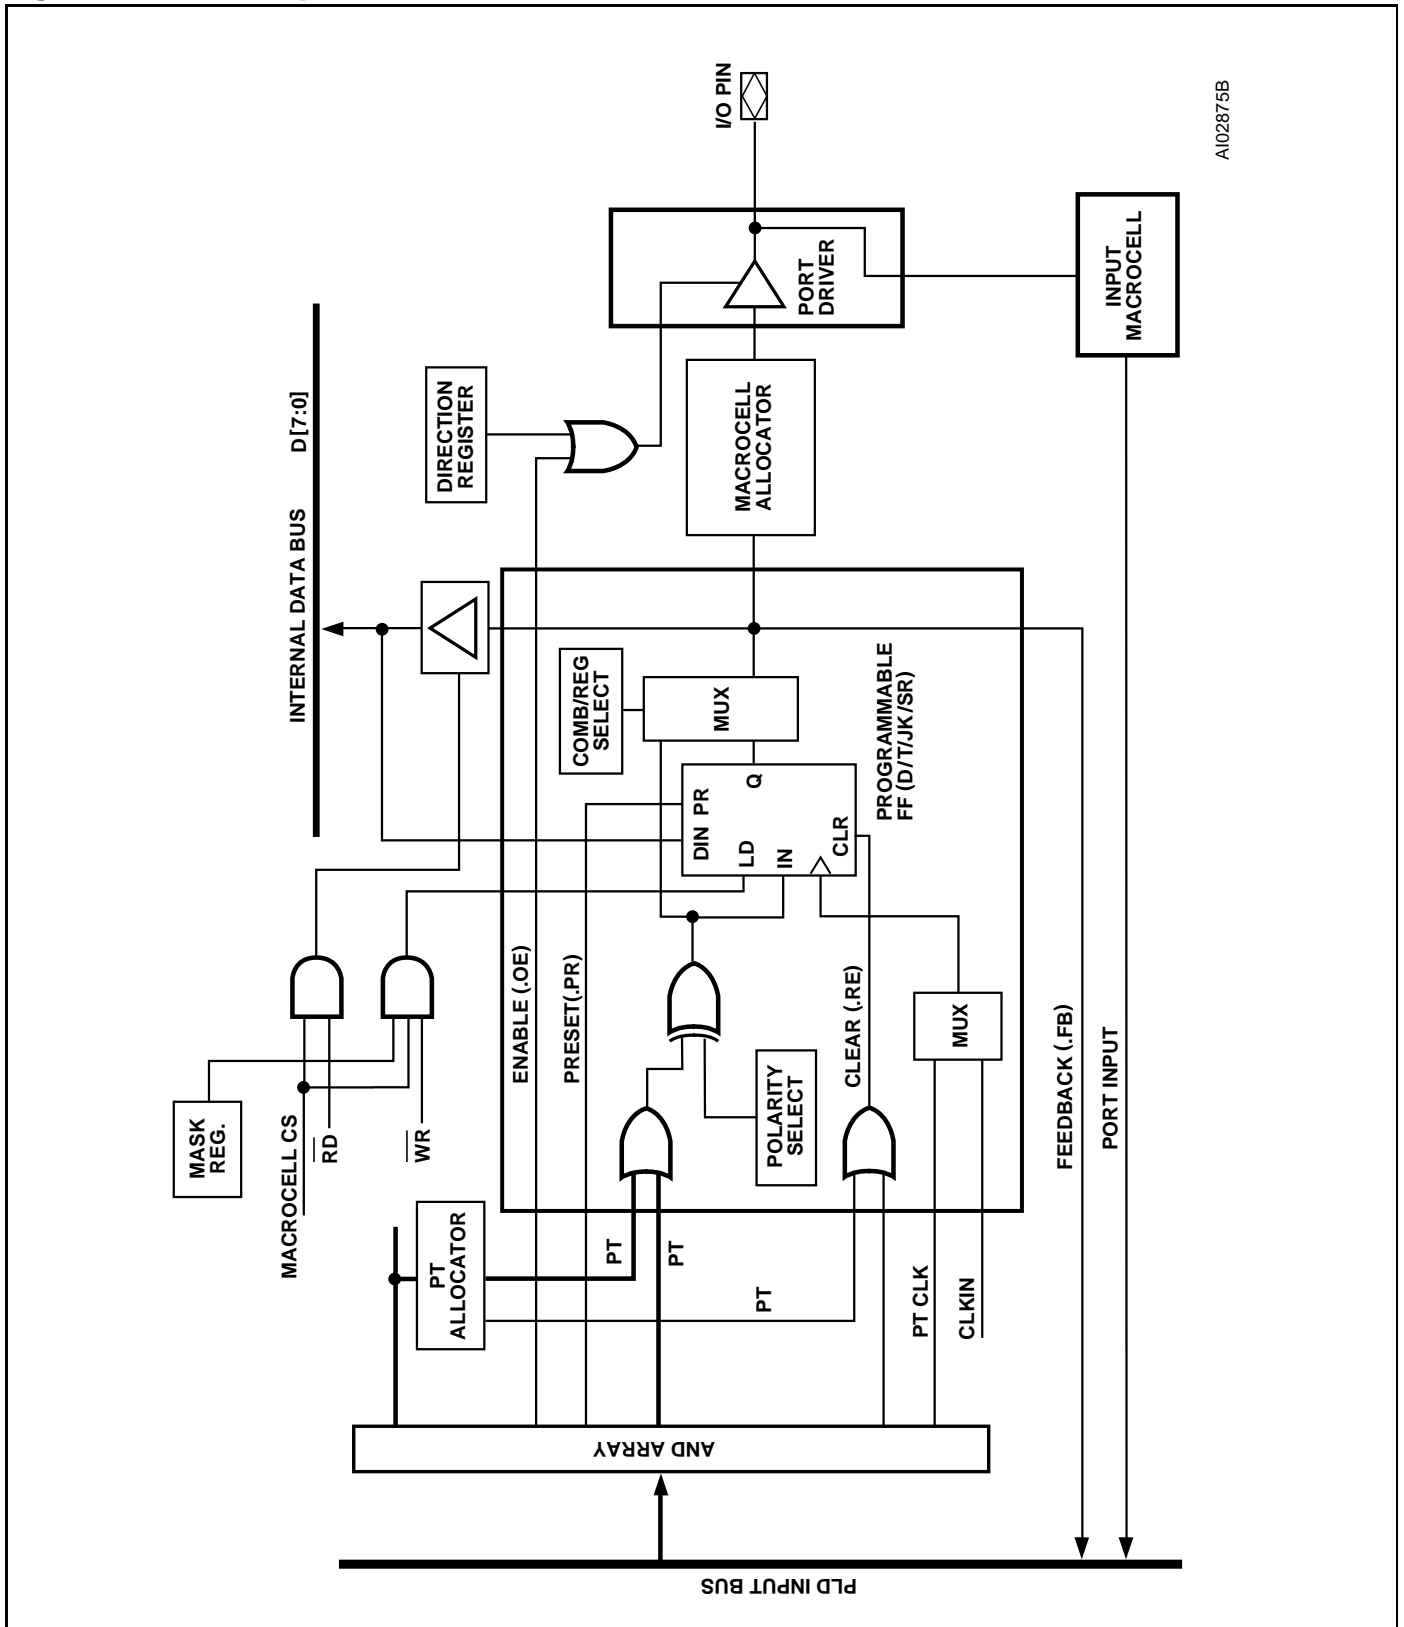 MASK
REG.
MACROCELL CS
RD
WR
INTERNAL DATA BUS
D[7:0]
DIRECTION
REGISTER
PT
ALLOCATOR
ENABLE (.OE)
PRESET(.PR)
COMB/REG
SELECT
MUX
PT
PT
PT
DIN PR
LD
IN
Q
CLR
POLARITY
SELECT
PROGRAMMABLE
FF (D/T/JK/SR)
CLEAR (.RE)
MUX
PT CLK
CLKIN
MACROCELL
ALLOCATOR
PORT
DRIVER
I/O PIN
INPUT
MACROCELL
FEEDBACK (.FB)
PORT INPUT
AND ARRAY
PLD INPUT BUS
AI02875B